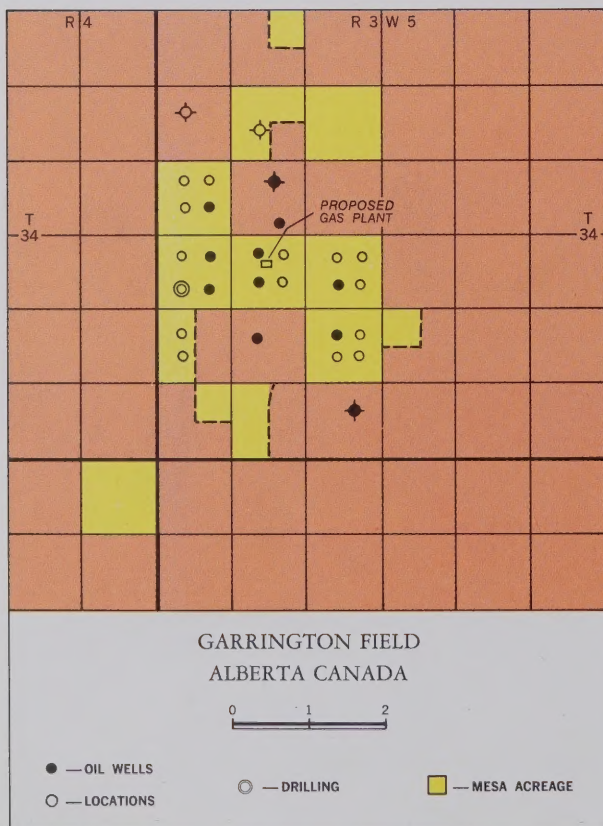 R 4
R 3 W 5
PROPOSED
GAS PLANT
T
34
T
34
GARRINGTON FIELD
ALBERTA CANADA
0 1 2
— OIL WELLS
— LOCATIONS
— DRILLING
— MESA ACREAGE